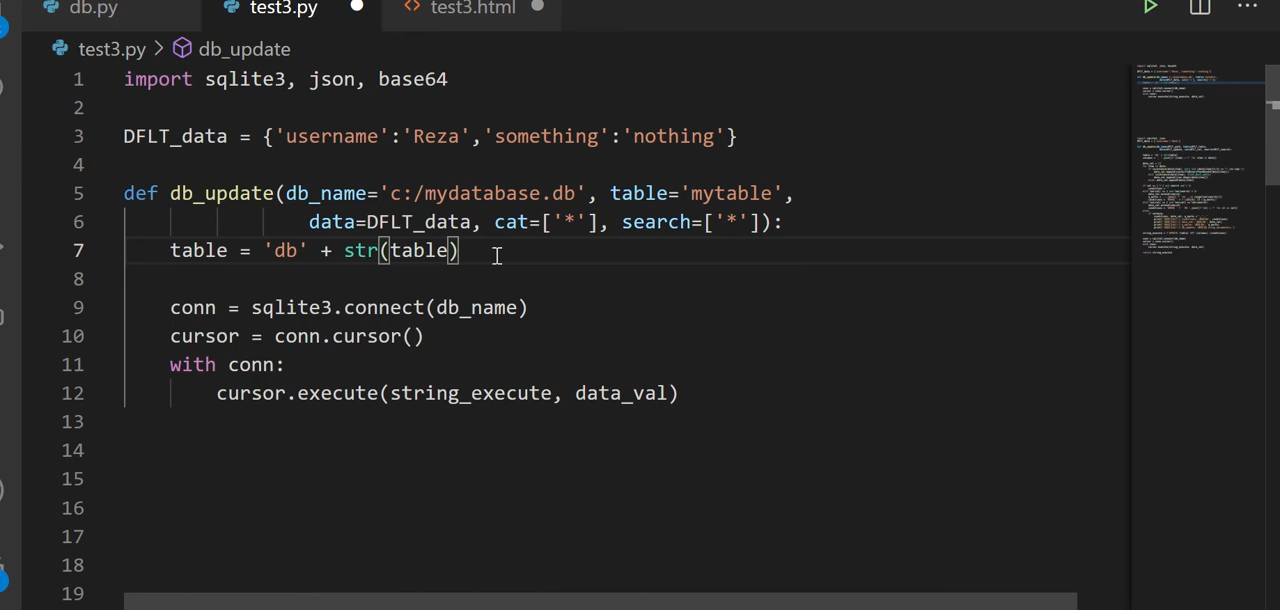 db.py test3.py test3.html
test3.py > db_update
1 import sqlite3, json, base64
2
3 DFLT_data = {'username':'Reza','something':'nothing'}
4
5 def db_update(db_name='c:/mydatabase.db', table='mytable',
6 data=DFLT_data, cat=['*'], search=['*']):
7 table = 'db' + str(table)
8
9 conn = sqlite3.connect(db_name)
10 cursor = conn.cursor()
11 with conn:
12 cursor.execute(string_execute, data_val)
13
14
15
16
17
18
19